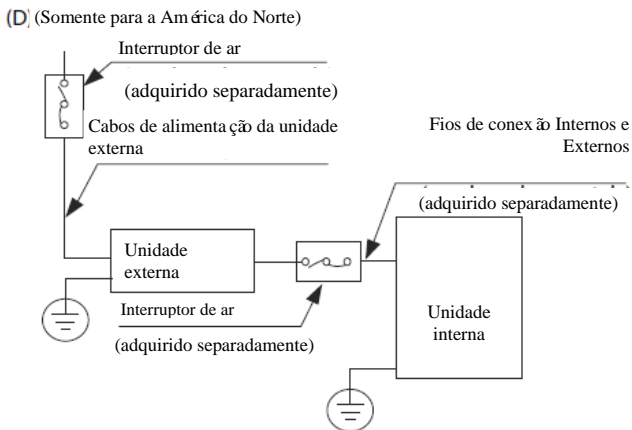 (D) (Somente para a América do Norte)
Interruptor de ar
(adquirido separadamente)
Cabos de alimentação da unidade
externa
Fios de conexão Internos e
Externos
(adquirido separadamente)
Unidade
externa
Interruptor de ar
(adquirido separadamente)
Unidade
interna